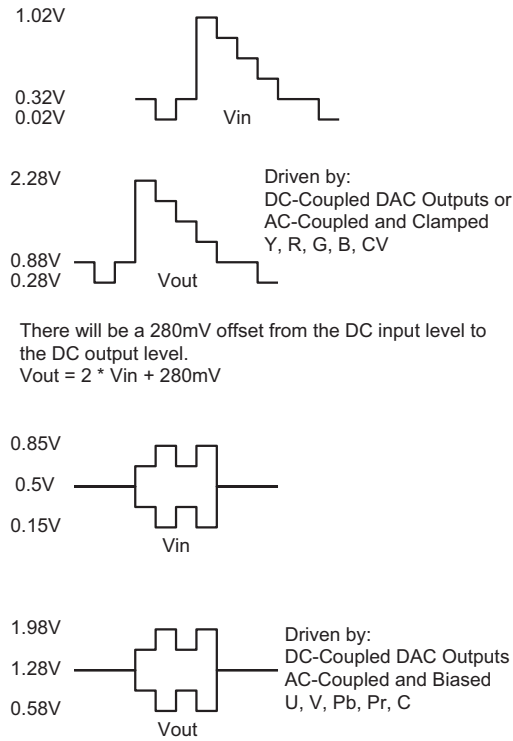 1.02V
0.32V
0.02V
Vin
2.28V
0.88V
0.28V
Vout
Driven by:
DC-Coupled DAC Outputs or
AC-Coupled and Clamped
Y, R, G, B, CV
There will be a 280mV offset from the DC input level to
the DC output level.
Vout = 2 * Vin + 280mV
0.85V
0.5V
0.15V
Vin
1.98V
1.28V
0.58V
Vout
Driven by:
DC-Coupled DAC Outputs
AC-Coupled and Biased
U, V, Pb, Pr, C